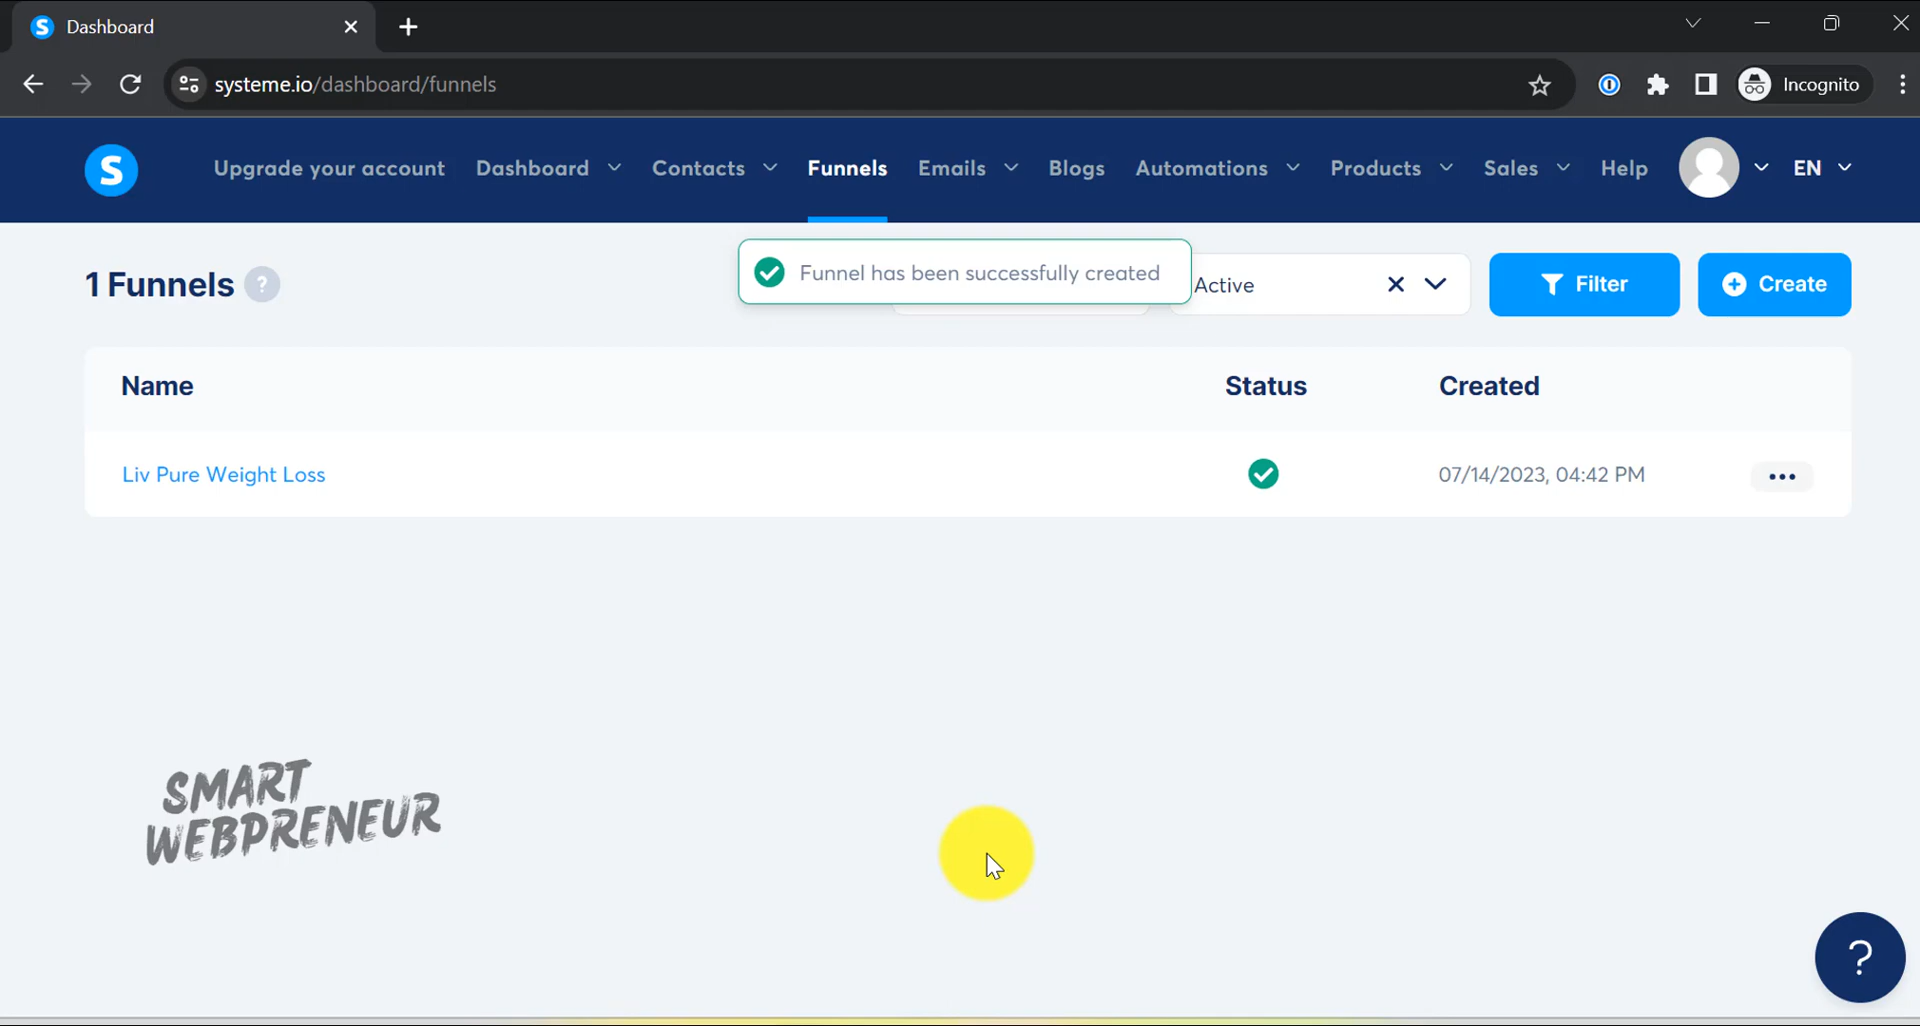 Dashboard
systeme.io/dashboard/funnels
Incognito
S
Upgrade your account Dashboard Contacts Funnels Emails Blogs Automations Products Sales Help EN
1 Funnels ?
Funnel has been successfully created
Active
Filter
Create
Name Status Created
Liv Pure Weight Loss 07/14/2023, 04:42 PM
SMART
WEBPRENEUR
?